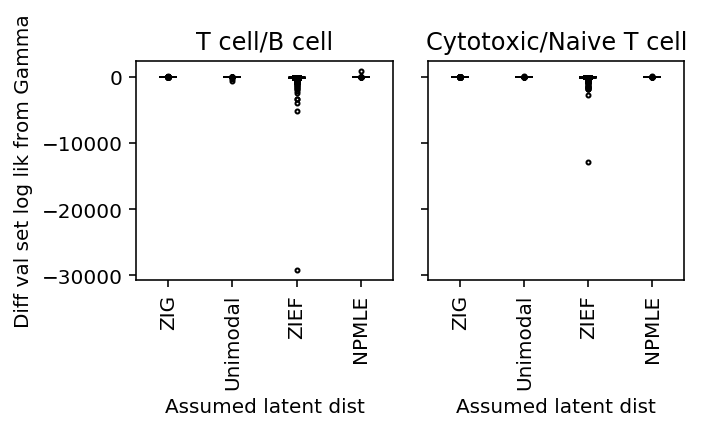 T cell/B cell
Cytotoxic/Naive T cell
Diff val set log lik from Gamma
0
−10000
−20000
−30000
ZIG
Unimodal
ZIEF
NPMLE
ZIG
Unimodal
ZIEF
NPMLE
Assumed latent dist
Assumed latent dist